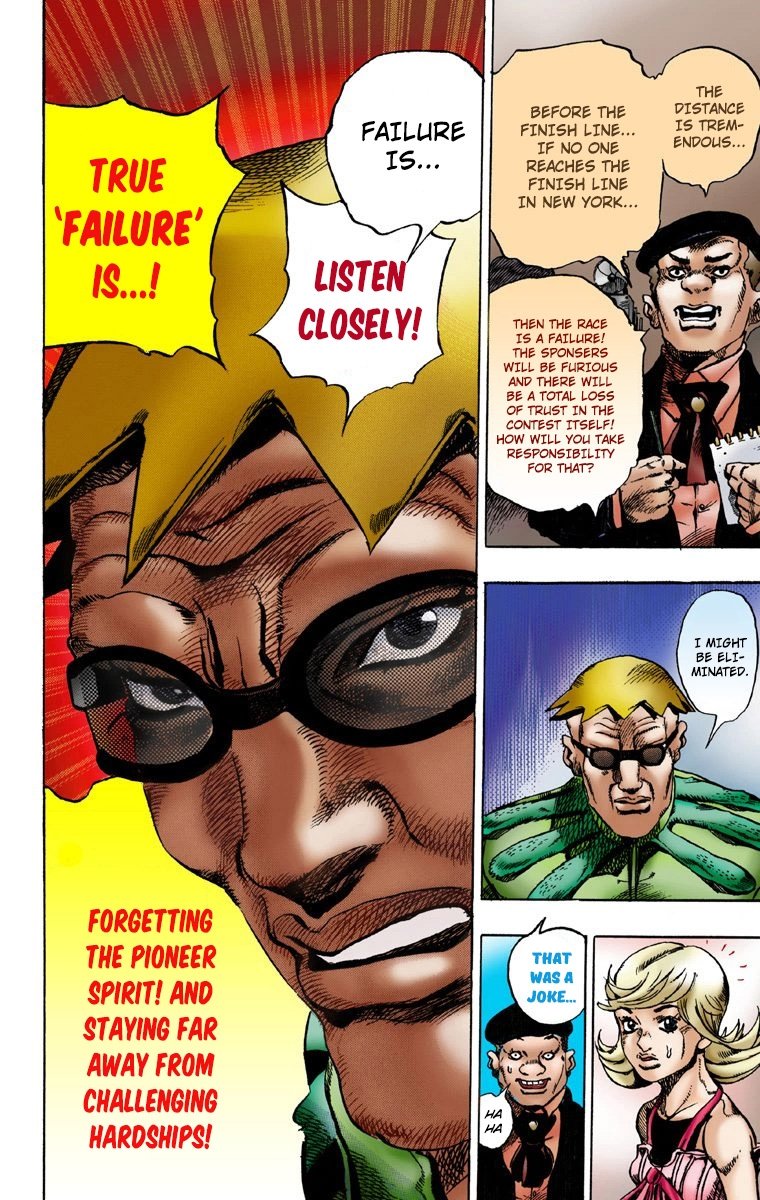 THE
DISTANCE
IS TREM-
ENDOUS...
BEFORE THE
FINISH LINE...
IF NO ONE
REACHES THE
FINISH LINE
IN NEW YORK...
THEN THE RACE
IS A FAILURE!
THE SPONSERS
WILL BE FURIOUS
AND THERE WILL
BE A TOTAL LOSS
OF TRUST IN THE
CONTEST ITSELF!
HOW WILL YOU TAKE
RESPONSIBILITY
FOR THAT?
I MIGHT
BE ELI-
MINATED.
THAT
WAS A
JOKE...
HA
HA
FAILURE
IS...
LISTEN
CLOSELY!
TRUE
'FAILURE'
IS...!
FORGETTING
THE PIONEER
SPIRIT! AND
STAYING FAR
AWAY FROM
CHALLENGING
HARDSHIPS!